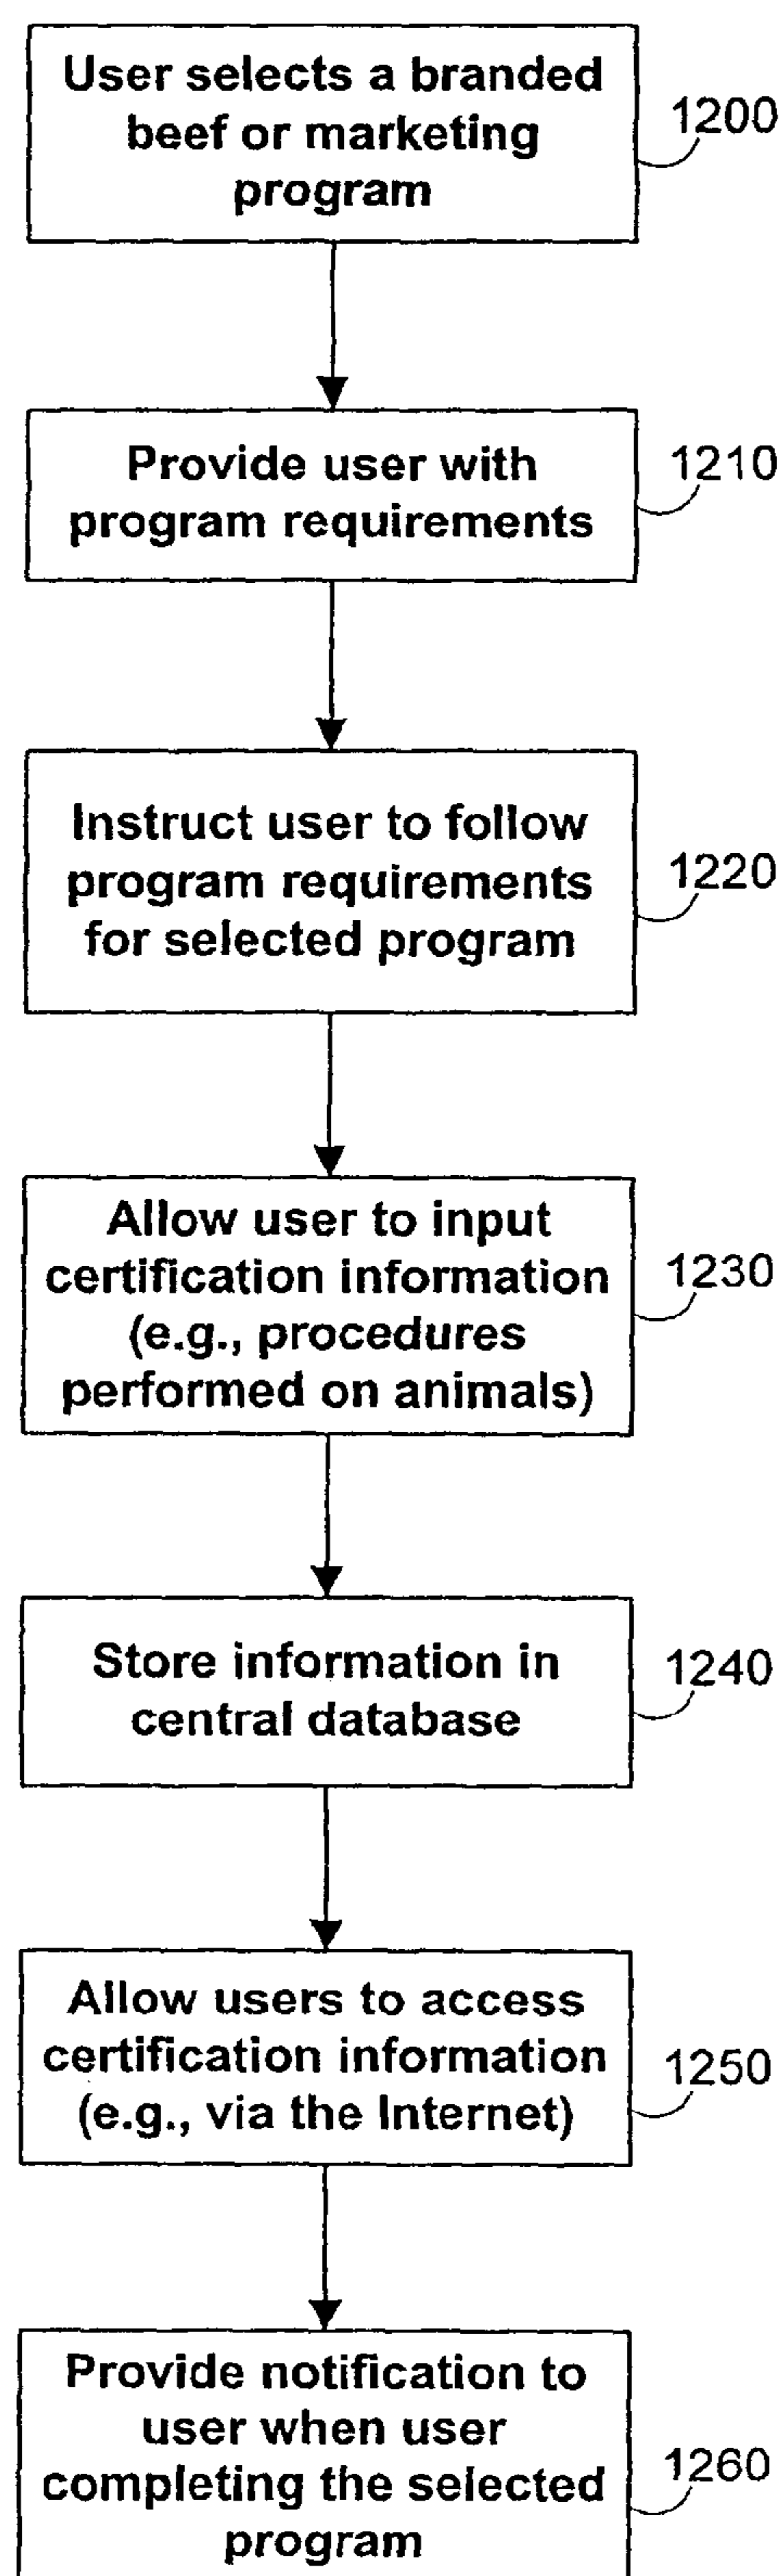 User selects a branded
beef or marketing
program
1200
Provide user with
program requirements
1210
Instruct user to follow
program requirements
for selected program
1220
Allow user to input
certification information
(e.g., procedures
performed on animals)
1230
Store information in
central database
1240
Allow users to access
certification information
(e.g., via the Internet)
1250
Provide notification to
user when user
completing the selected
program
1260